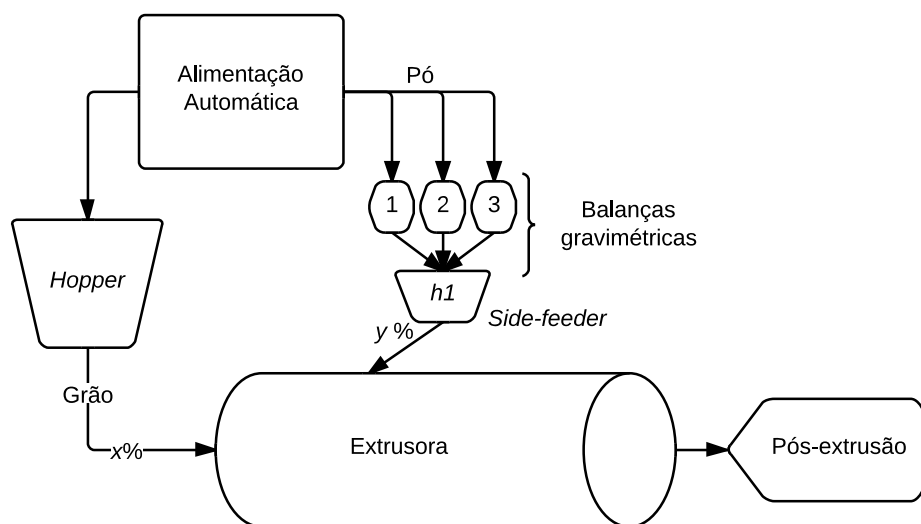 Alimentação
Automática
Pó
1
2
3
Balanças
gravimétricas
Hopper
h1
Side-feeder
y %
Grão
x%
Extrusora
Pós-extrusão